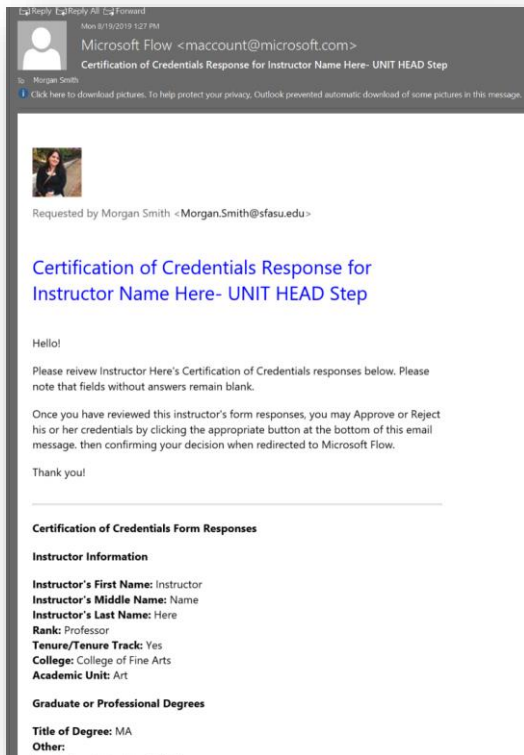 Reply Reply All Forward
Mon 8/19/2019 1:27 PM
Microsoft Flow <maccount@microsoft.com>
Certification of Credentials Response for Instructor Name Here- UNIT HEAD Step
To Morgan Smith
Click here to download pictures. To help protect your privacy, Outlook prevented automatic download of some pictures in this message.
Requested by Morgan Smith <Morgan.Smith@sfasu.edu>
Certification of Credentials Response for
Instructor Name Here- UNIT HEAD Step
Hello!
Please reivew Instructor Here's Certification of Credentials responses below. Please
note that fields without answers remain blank.
Once you have reviewed this instructor's form responses, you may Approve or Reject
his or her credentials by clicking the appropriate button at the bottom of this email
message. then confirming your decision when redirected to Microsoft Flow.
Thank you!
Certification of Credentials Form Responses
Instructor Information
Instructor's First Name: Instructor
Instructor's Middle Name: Name
Instructor's Last Name: Here
Rank: Professor
Tenure/Tenure Track: Yes
College: College of Fine Arts
Academic Unit: Art
Graduate or Professional Degrees
Title of Degree: MA
Other: